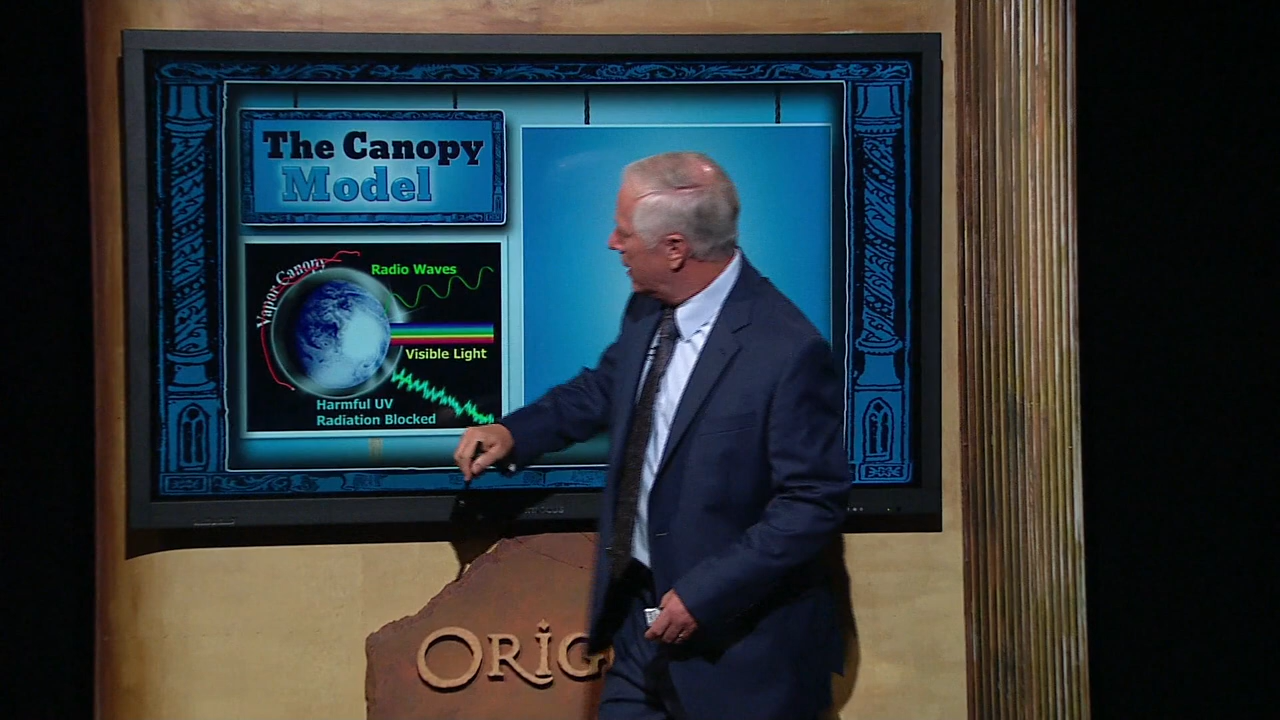 The Canopy
Model
Vapor Canopy
Radio Waves
Visible Light
Harmful UV
Radiation Blocked
ORIG